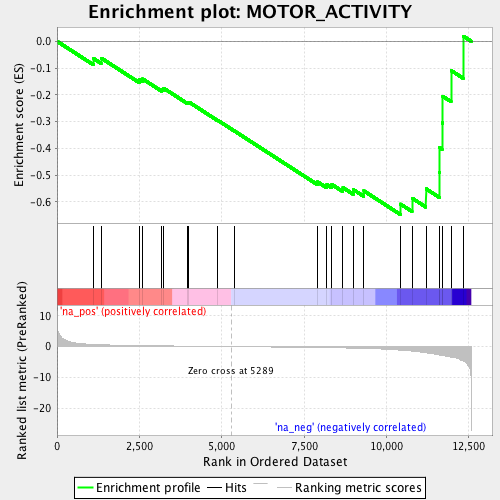 Enrichment plot: MOTOR_ACTIVITY
Enrichment score (ES)
0.0
-0.1
-0.2
-0.3
-0.4
-0.5
-0.6
'na_pos' (positively correlated)
Ranked list metric (PreRanked)
10
0
-10
-20
Zero cross at 5289
'na_neg' (negatively correlated)
0
2,500
5,000
7,500
10,000
12,500
Rank in Ordered Dataset
Enrichment profile
Hits
Ranking metric scores